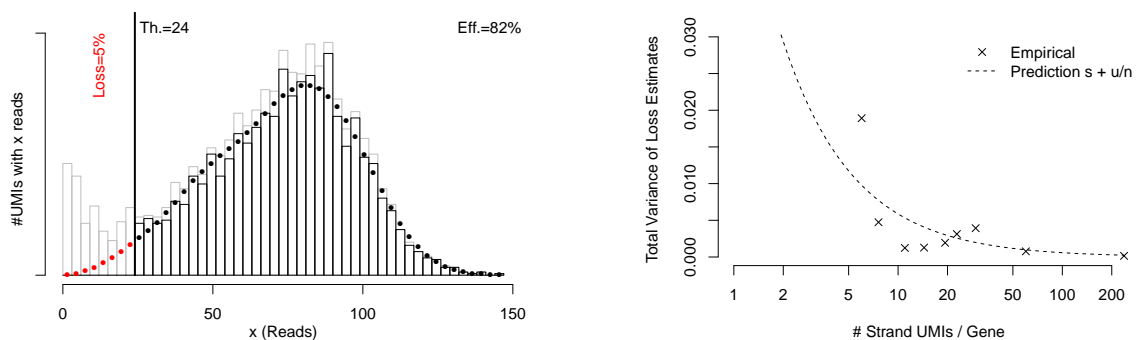 Th.=24
Eff.=82%
Loss=5%
#UMIs with x reads
0
50
100
150
x (Reads)
Total Variance of Loss Estimates
0.030
0.020
0.010
0.000
Empirical
Prediction s + u/n
1
2
5
10
20
50
100
200
# Strand UMIs / Gene